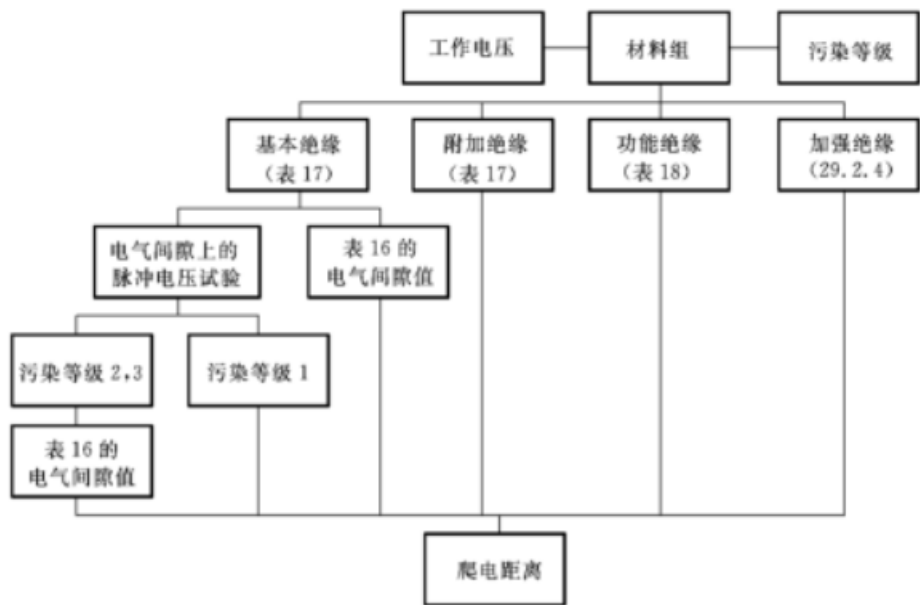 工作电压
材料组
污染等级
基本绝缘
（表 17）
附加绝缘
（表 17）
功能绝缘
（表 18）
加强绝缘
（29.2.4）
电气间隙上的
脉冲电压试验
表 16 的
电气间隙值
污染等级 2,3
污染等级 1
表 16 的
电气间隙值
爬电距离